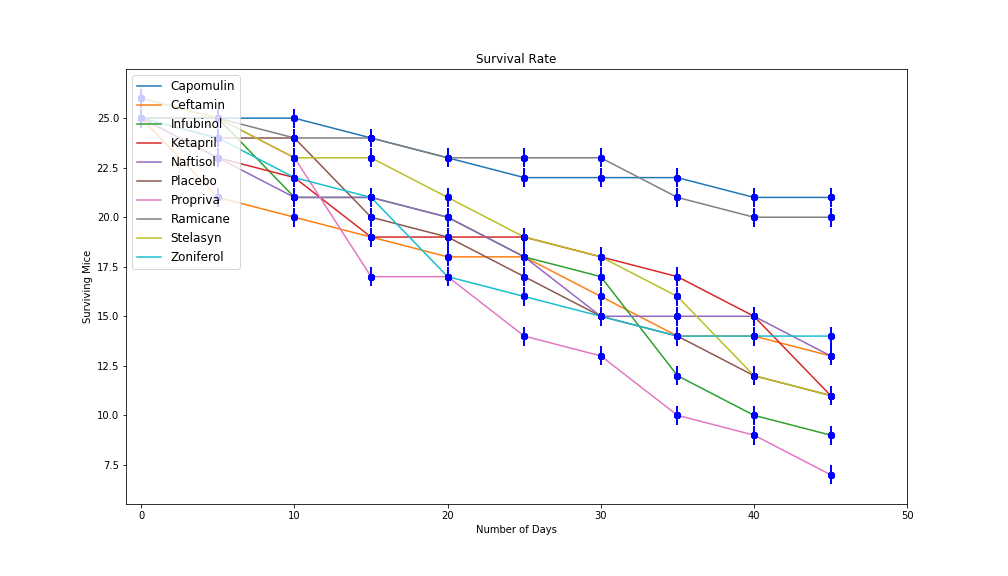 Survival Rate
Capomulin
Ceftamin
Infubinol
Ketapril
Naftisol
Placebo
Propriva
Ramicane
Stelasyn
Zoniferol
Surviving Mice
25.0
22.5
20.0
17.5
15.0
12.5
10.0
7.5
0 10 20 30 40 50
Number of Days